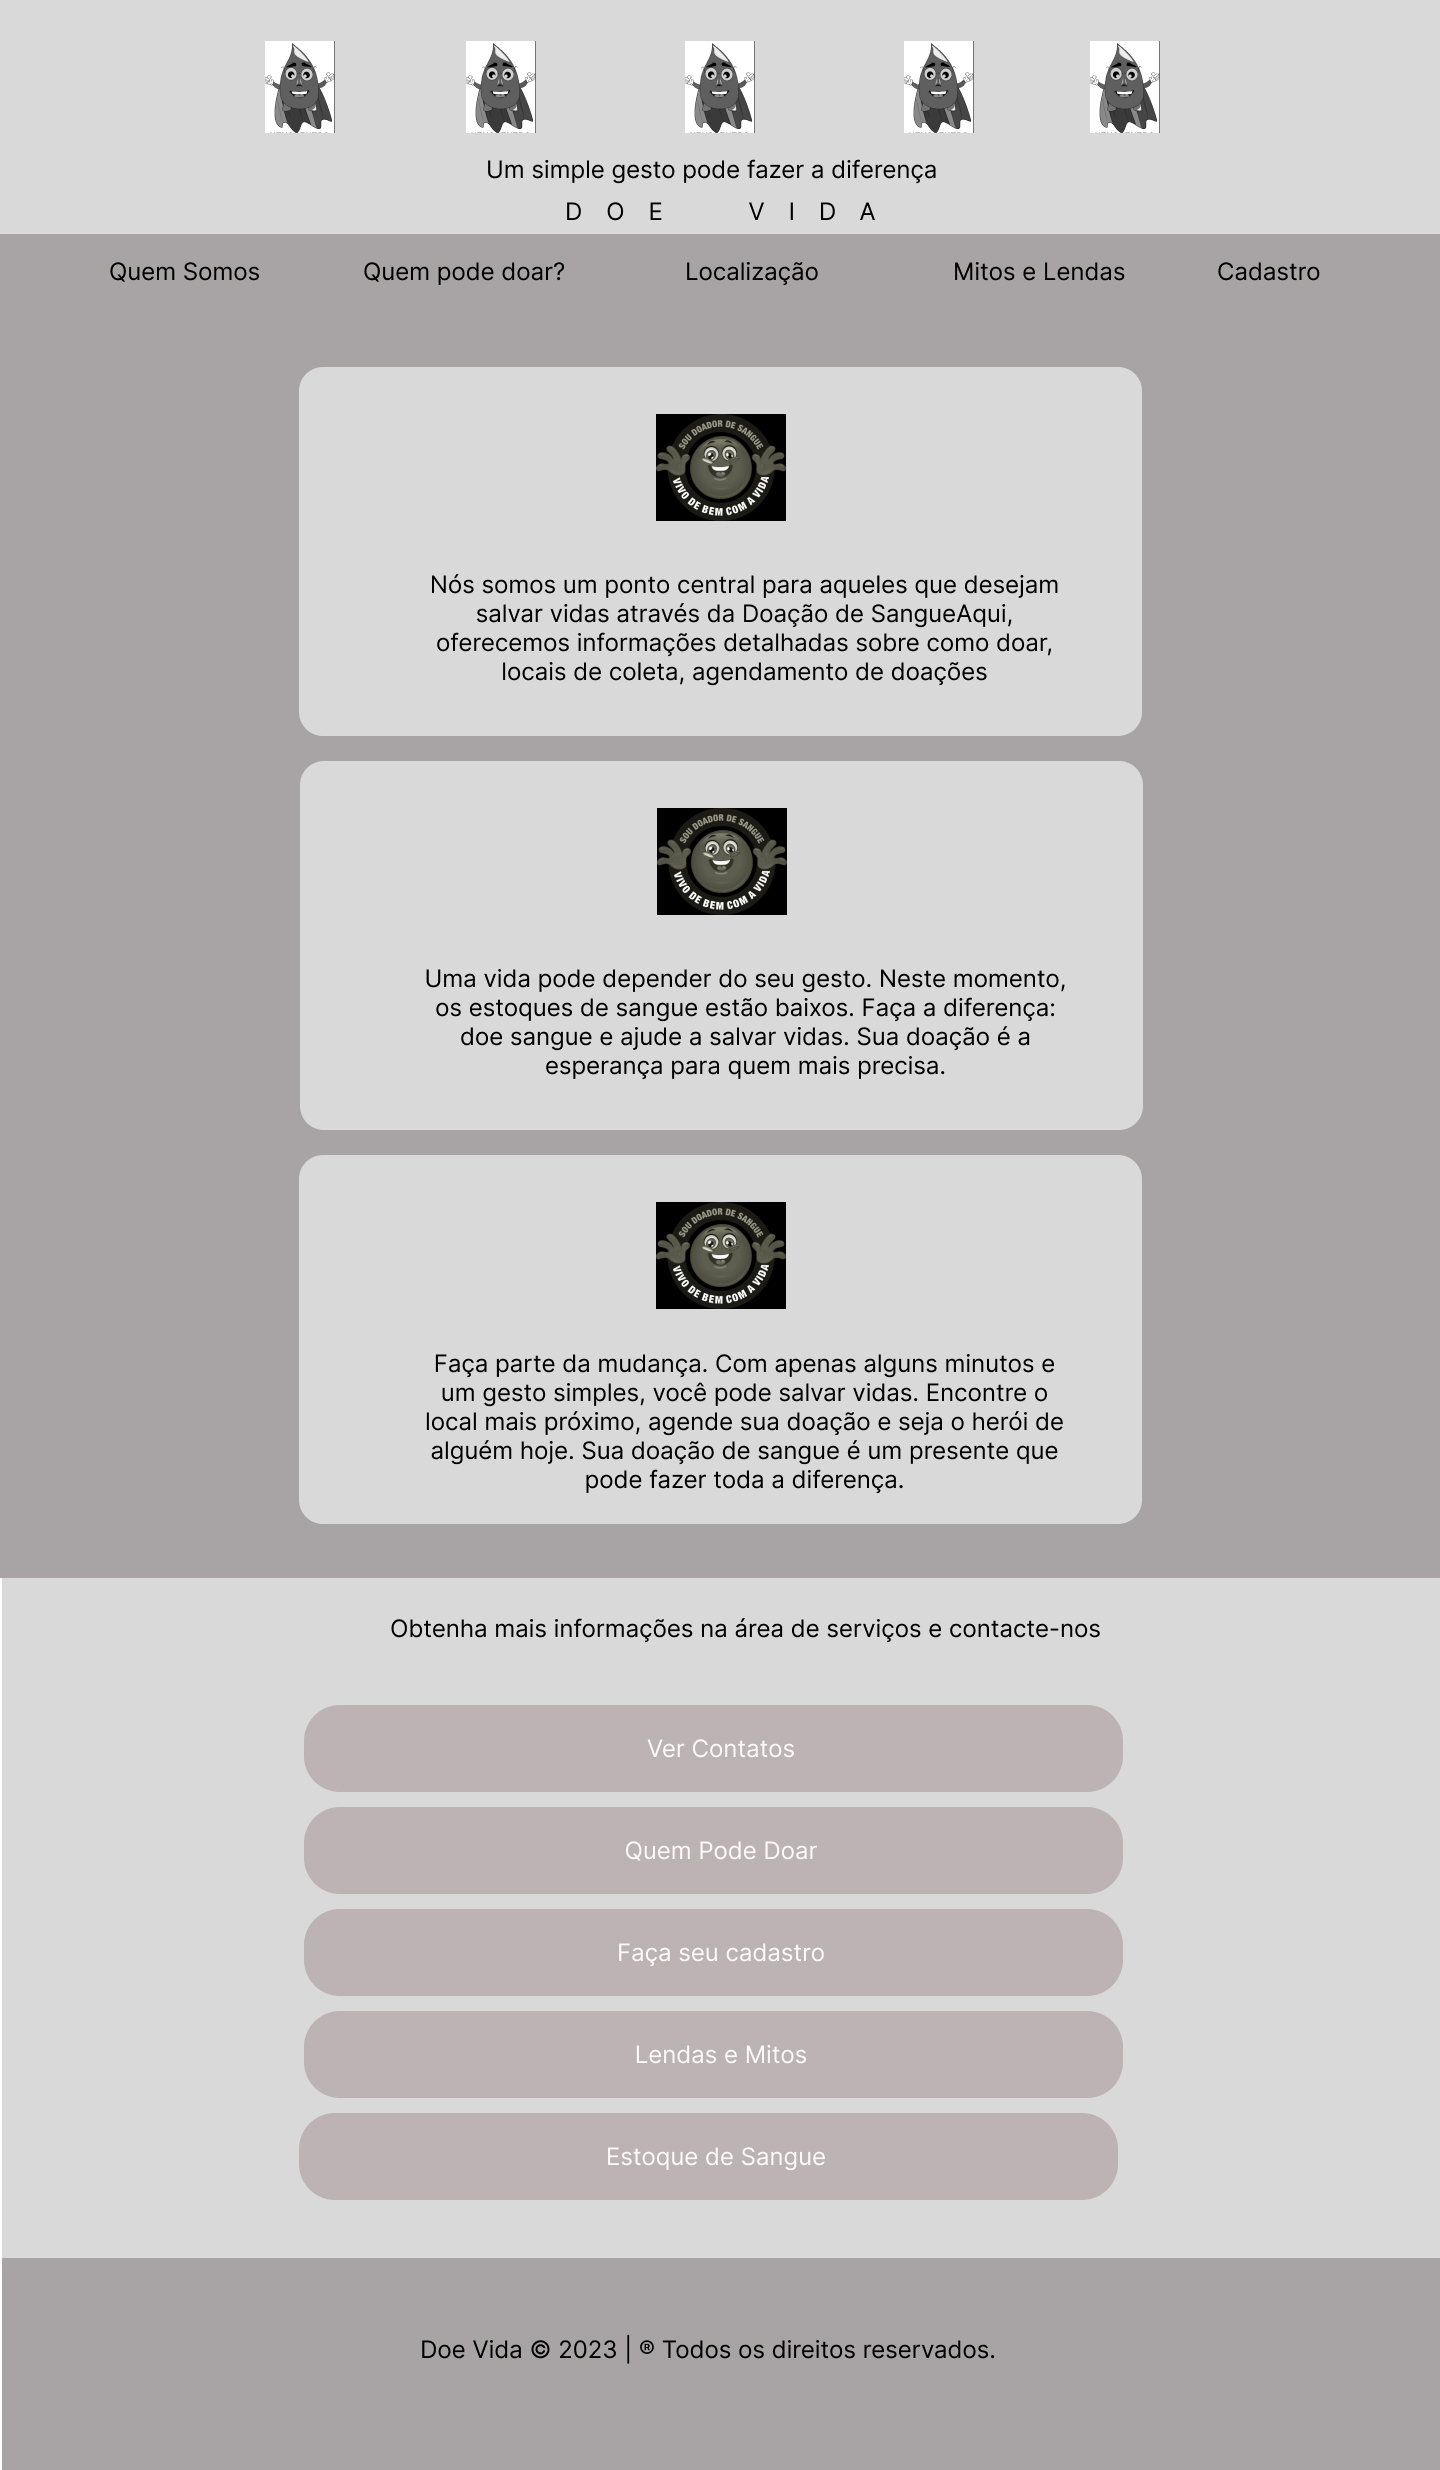 Um simple gesto pode fazer a diferença
DOE VIDA
Quem Somos Quem pode doar? Localização Mitos e Lendas Cadastro
SOU DOADOR DE SANGUE
VIVO DE BEM COM A VIDA
Nós somos um ponto central para aqueles que desejam
salvar vidas através da Doação de SangueAqui,
oferecemos informações detalhadas sobre como doar,
locais de coleta, agendamento de doações
SOU DOADOR DE SANGUE
VIVO DE BEM COM A VIDA
Uma vida pode depender do seu gesto. Neste momento,
os estoques de sangue estão baixos. Faça a diferença:
doe sangue e ajude a salvar vidas. Sua doação é a
esperança para quem mais precisa.
SOU DOADOR DE SANGUE
VIVO DE BEM COM A VIDA
Faça parte da mudança. Com apenas alguns minutos e
um gesto simples, você pode salvar vidas. Encontre o
local mais próximo, agende sua doação e seja o herói de
alguém hoje. Sua doação de sangue é um presente que
pode fazer toda a diferença.
Obtenha mais informações na área de serviços e contacte-nos
Ver Contatos
Quem Pode Doar
Faça seu cadastro
Lendas e Mitos
Estoque de Sangue
Doe Vida © 2023 | ® Todos os direitos reservados.